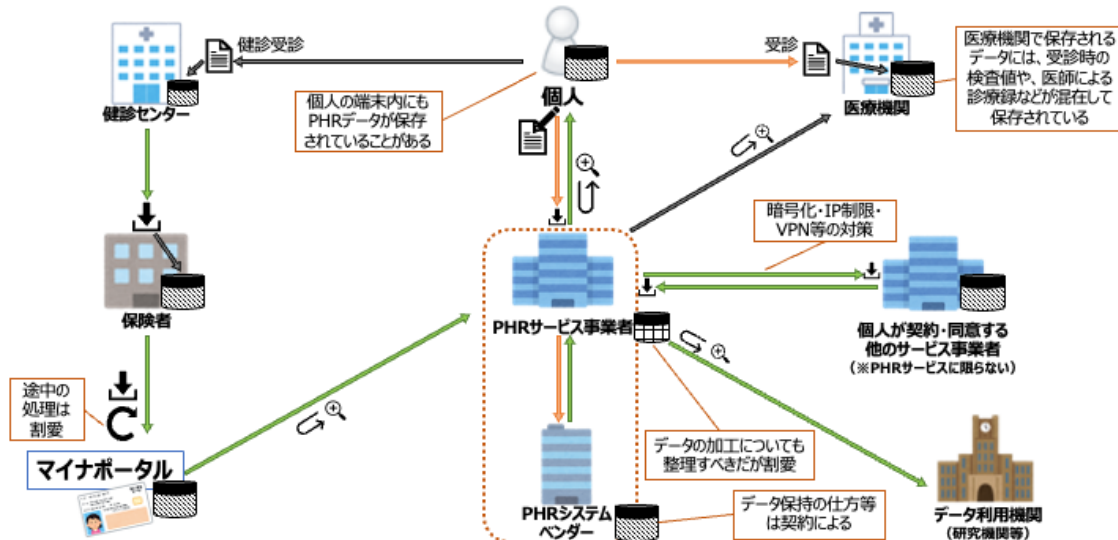 健診受診
健診センター
個人の端末内にも
PHRデータが保存
されていることがある
個人
受診
医療機関
医療機関で保存される
データには、受診時の
検査値や、医師による
診療録などが混在して
保存されている
暗号化・IP制限・
VPN等の対策
保険者
PHRサービス事業者
個人が契約・同意する
他のサービス事業者
(※PHRサービスに限らない)
途中の
処理は
割愛
マイナポータル
データの加工についても
整理すべきだが割愛
PHRシステム
ベンダー
データ保持の仕方等
は契約による
データ利用機関
(研究機関等)